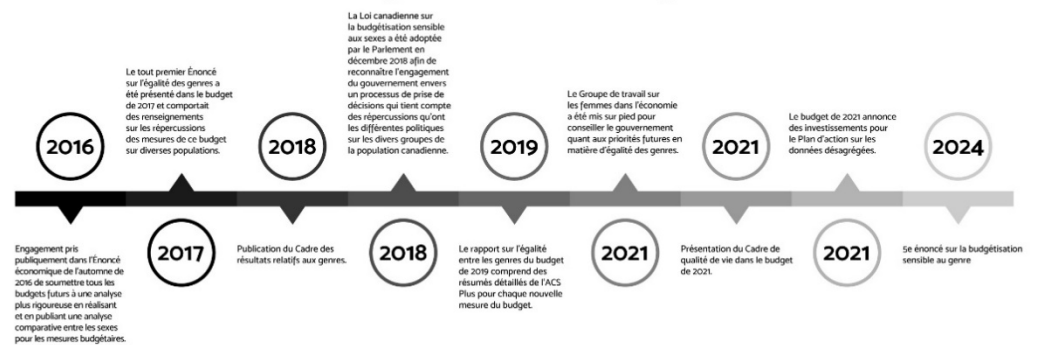 2016
Engagement pris
publiquement dans l'Énoncé
économique de l'automne de
2016 de soumettre tous les
budgets futurs à une analyse
plus rigoureuse en réalisant
et en publiant une analyse
comparative entre les sexes
pour les mesures budgétaires.
Le tout premier Énoncé
sur l'égalité des genres a
été présenté dans le budget
de 2017 et comportait
des renseignements
sur les répercussions
des mesures de ce budget
sur diverses populations.
2017
2018
Publication du Cadre des
résultats relatifs aux genres.
La Loi canadienne sur
la budgétisation sensible
aux sexes a été adoptée
par le Parlement en
décembre 2018 afin de
reconnaître l'engagement
du gouvernement envers
un processus de prise de
décisions qui tient compte
des répercussions qu'ont
les différentes politiques
sur les divers groupes de
la population canadienne.
2018
2019
Le rapport sur l'égalité
entre les genres du budget
de 2019 comprend des
résumés détaillés de l'ACS
Plus pour chaque nouvelle
mesure du budget.
Le Groupe de travail sur
les femmes dans l'économie
a été mis sur pied pour
conseiller le gouvernement
quant aux priorités futures en
matière d'égalité des genres.
2021
2021
Présentation du Cadre de
qualité de vie dans le budget
de 2021.
Le budget de 2021 annonce
des investissements pour
le Plan d'action sur les
données désagrégées.
2021
2024
5e énoncé sur la budgétisation
sensible au genre